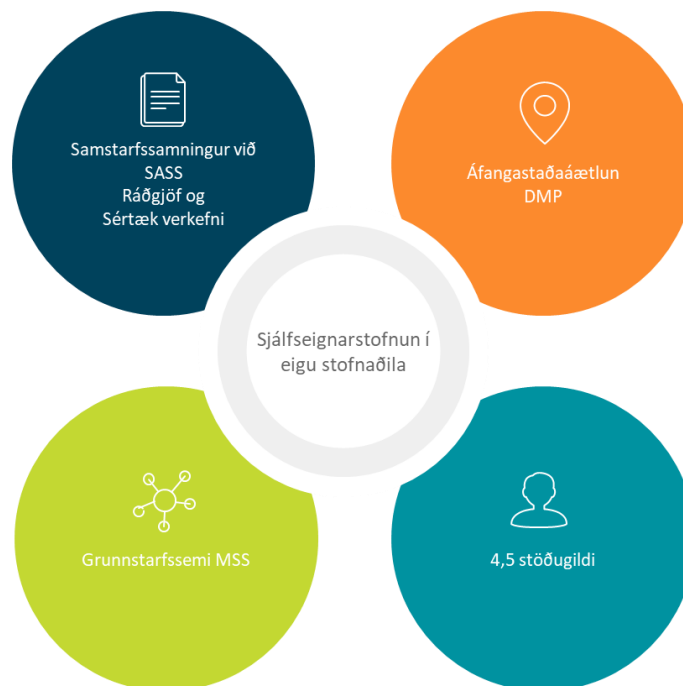 Samstarfssamningur við
SASS
Ráðgjöf og
Sértæk verkefni
Áfangastaðaáætlun
DMP
Sjálfseignarstofnun í
eigu stofnaðila
Grunnstarfssemi MSS
4,5 stöðugildi